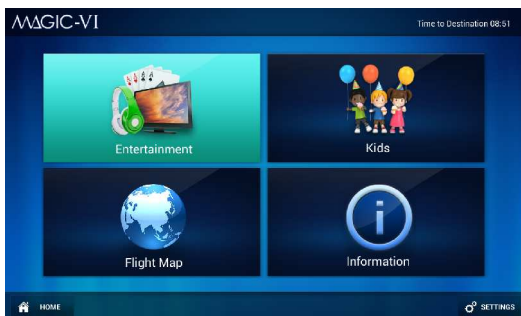 MAGIC-VI
Time to Destination 08:51
Entertainment
Kids
Flight Map
Information
HOME
SETTINGS